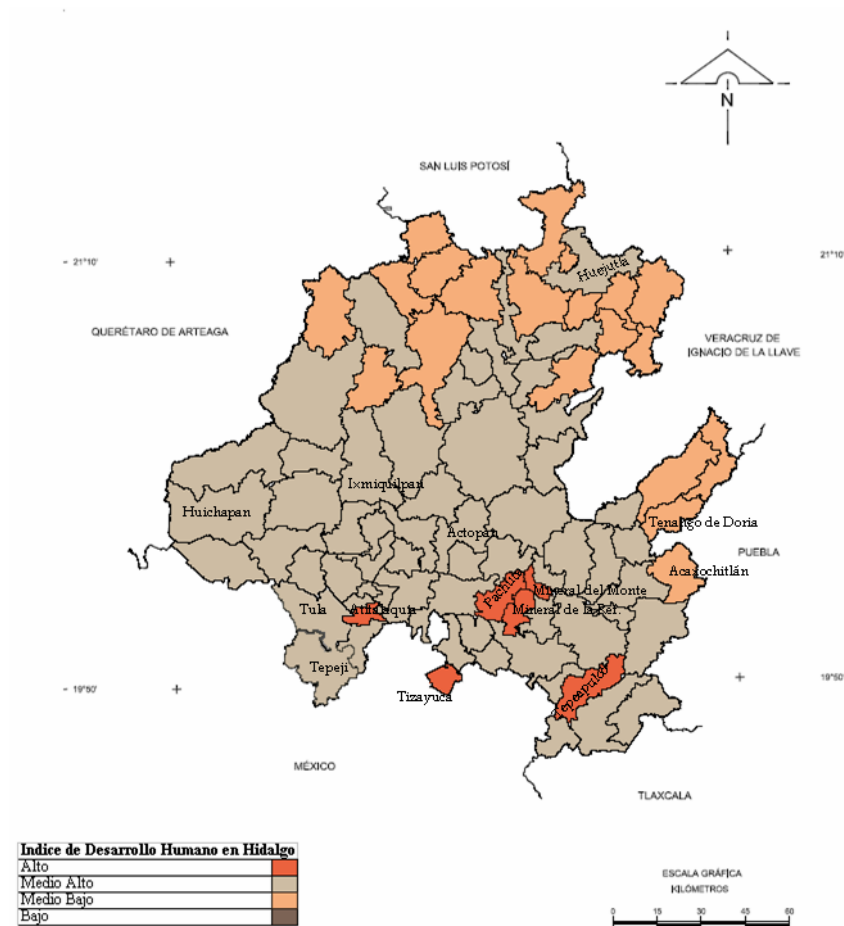 N
SAN LUIS POTOSÍ
21°10'
21°10'
Huejutla
QUERÉTARO DE ARTEAGA
VERACRUZ DE
IGNACIO DE LA LLAVE
Ixmiquilpan
Huichapan
Actopan
Tenango de Doria
PUEBLA
Acaxochitlán
Pachuca
Mineral del Monte
Tula
Atitalaquia
Mineral de la Ref.
Tepeji
Tepeapulco
19°50'
19°50'
Tizayuca
MÉXICO
TLAXCALA
Indice de Desarrollo Humano en Hidalgo
Alto
Medio Alto
Medio Bajo
Bajo
ESCALA GRÁFICA
KILÓMETROS
0 15 30 45 60